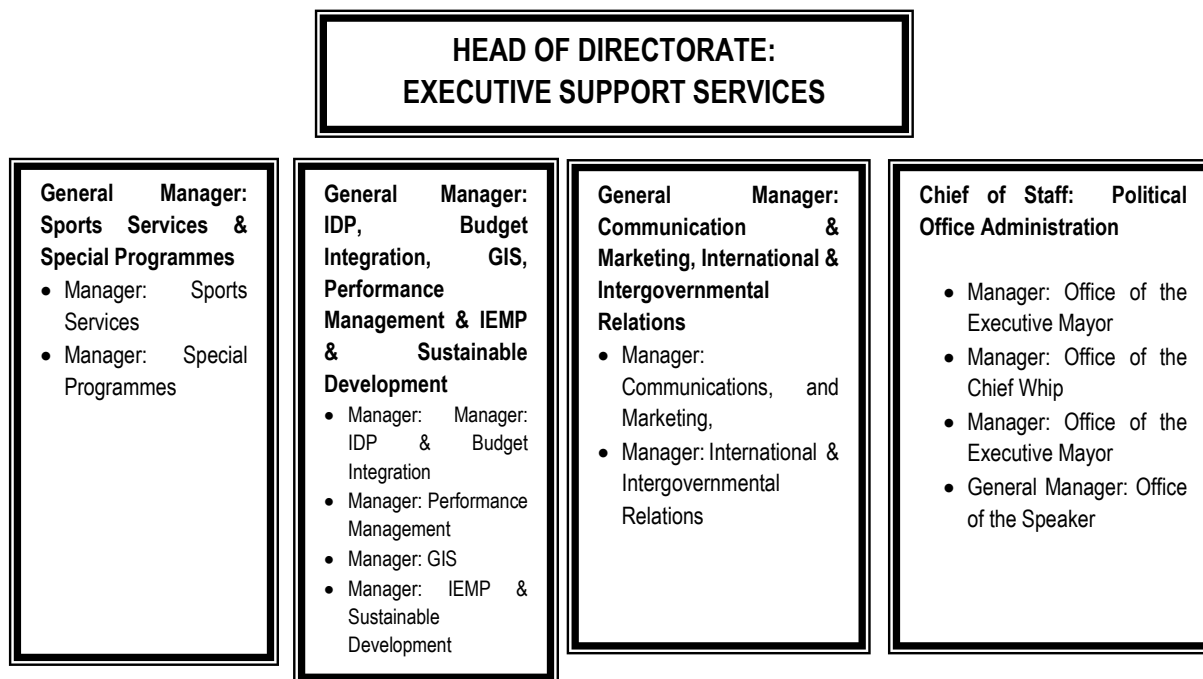 HEAD OF DIRECTORATE:
EXECUTIVE SUPPORT SERVICES
General Manager:
Sports Services &
Special Programmes
• Manager: Sports
Services
• Manager: Special
Programmes
General Manager:
IDP, Budget
Integration, GIS,
Performance
Management & IEMP
& Sustainable
Development
• Manager: Manager:
IDP & Budget
Integration
• Manager: Performance
Management
• Manager: GIS
• Manager: IEMP &
Sustainable
Development
General Manager:
Communication &
Marketing, International &
Intergovernmental
Relations
• Manager:
Communications, and
Marketing,
• Manager: International &
Intergovernmental
Relations
Chief of Staff: Political
Office Administration
• Manager: Office of the
Executive Mayor
• Manager: Office of the
Chief Whip
• Manager: Office of the
Executive Mayor
• General Manager: Office
of the Speaker